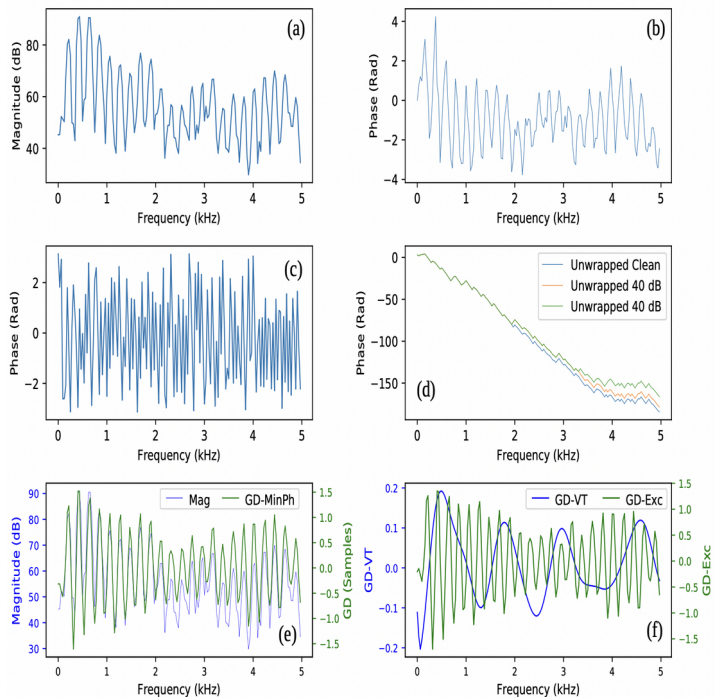 (a)
80
60
40
Magnitude (dB)
0 1 2 3 4 5
Frequency (kHz)
(b)
4
2
0
−2
−4
Phase (Rad)
0 1 2 3 4 5
Frequency (kHz)
(c)
2
0
−2
Phase (Rad)
0 1 2 3 4 5
Frequency (kHz)
0
−50
−100
−150
Phase (Rad)
Unwrapped Clean
Unwrapped 40 dB
Unwrapped 40 dB
(d)
0 1 2 3 4 5
Frequency (kHz)
Mag GD-MinPh
90
80
70
60
50
40
30
Magnitude (dB)
1.5
1.0
0.5
0.0
−0.5
−1.0
−1.5
GD (Samples)
(e)
0 1 2 3 4 5
Frequency (kHz)
GD-VT GD-Exc
0.2
0.1
0.0
−0.1
−0.2
GD-VT
1.5
1.0
0.5
0.0
−0.5
−1.0
−1.5
GD-Exc
(f)
0 1 2 3 4 5
Frequency (kHz)